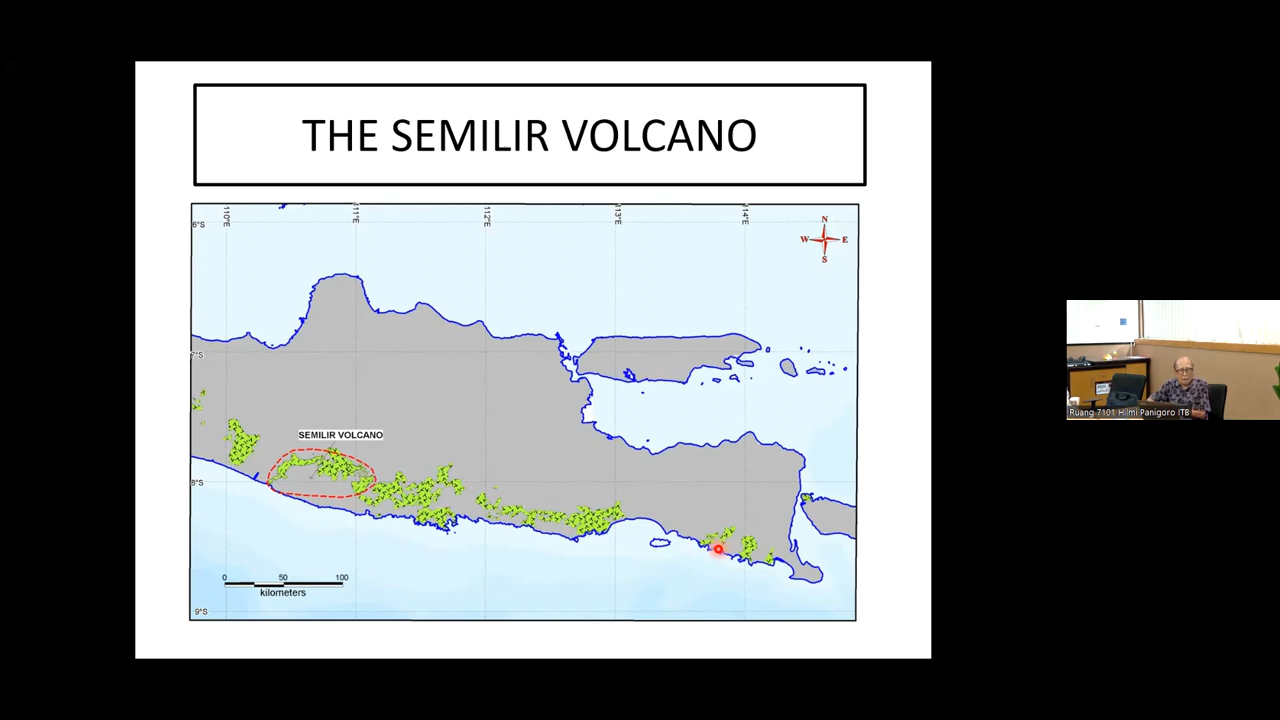 THE SEMILIR VOLCANO
110°E
111°E
112°E
113°E
114°E
6°S
N
W
E
S
7°S
SEMILIR VOLCANO
8°S
0
50
100
kilometers
9°S
Ruang 7101 Hilmi Panigoro ITB